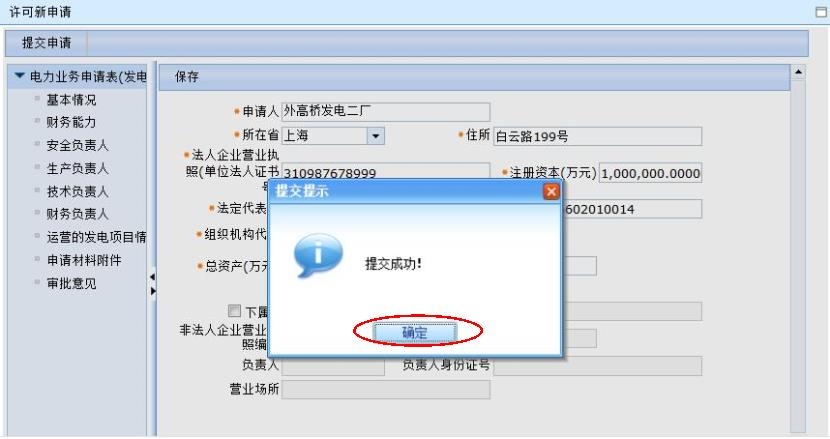 许可新申请
提交申请
电力业务申请表(发电
基本情况
财务能力
安全负责人
生产负责人
技术负责人
财务负责人
运营的发电项目情
申请材料附件
审批意见
保存
*申请人 外高桥发电二厂
*所在省 上海 *住所 白云路199号
*法人企业营业执
照(单位法人证书 310987678999 *注册资本(万元) 1,000,000.0000
提交提示
*法定代表 602010014
*组织机构代
*总资产(万元
提交成功!
确定
下属
非法人企业营业
照编
负责人 负责人身份证号
营业场所